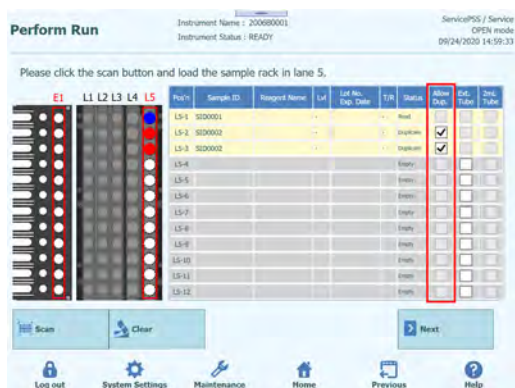 Perform Run
Instrument Name : 200680001
Instrument Status : READY
ServicePSS / Service
OPEN mode
09/24/2020 14:59:33
Please click the scan button and load the sample rack in lane 5.
E1 L1 L2 L3 L4 L5
Pos'n Sample ID Reagent Name Lvl Lot No. Exp. Date T/R Status Allow Dup. Ext. Tube 2mL Tube
L5-1 SID0001 Read
L5-2 SID0002 Duplicate
L5-3 SID0002 Duplicate
L5-4 Empty
L5-5 Empty
L5-6 Empty
L5-7 Empty
L5-8 Empty
L5-9 Empty
L5-10 Empty
L5-11 Empty
L5-12 Empty
Scan Clear Next
Log out System Settings Maintenance Home Previous Help